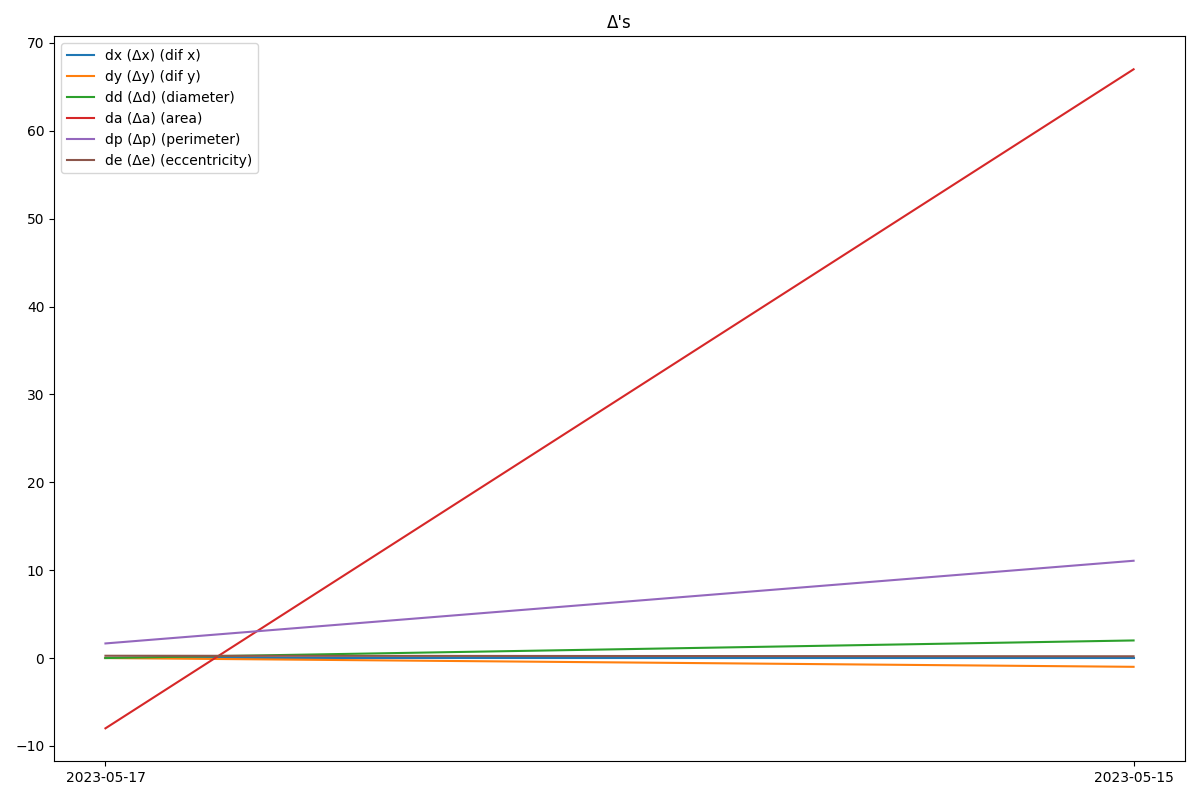 Δ's
70
60
50
40
30
20
10
0
−10
dx (Δx) (dif x)
dy (Δy) (dif y)
dd (Δd) (diameter)
da (Δa) (area)
dp (Δp) (perimeter)
de (Δe) (eccentricity)
2023-05-17
2023-05-15